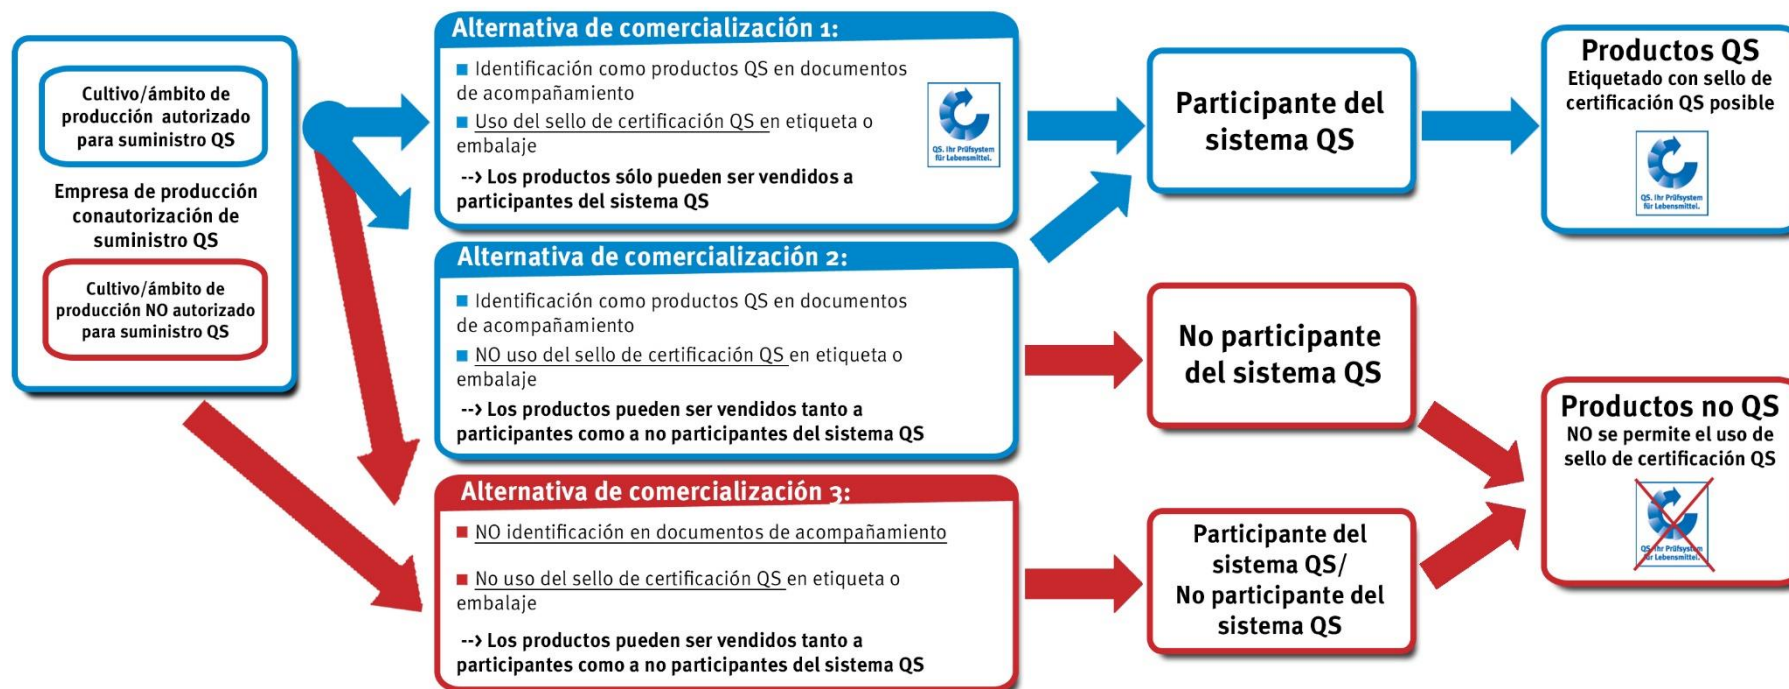 Cultivo/ámbito de
producción autorizado
para suministro QS
Empresa de producción
conautorización de
suministro QS
Cultivo/ámbito de
producción NO autorizado
para suministro QS
Alternativa de comercialización 1:
Identificación como productos QS en documentos
de acompañamiento
Uso del sello de certificación QS en etiqueta o
embalaje
--> Los productos sólo pueden ser vendidos a
participantes del sistema QS
QS. Ihr Prüfsystem
für Lebensmittel.
Alternativa de comercialización 2:
Identificación como productos QS en documentos
de acompañamiento
NO uso del sello de certificación QS en etiqueta o
embalaje
--> Los productos pueden ser vendidos tanto a
participantes como a no participantes del sistema QS
Alternativa de comercialización 3:
NO identificación en documentos de acompañamiento
No uso del sello de certificación QS en etiqueta o
embalaje
--> Los productos pueden ser vendidos tanto a
participantes como a no participantes del sistema QS
Participante del
sistema QS
No participante
del sistema QS
Participante del
sistema QS/
No participante del
sistema QS
Productos QS
Etiquetado con sello de
certificación QS posible
QS. Ihr Prüfsystem
für Lebensmittel.
Productos no QS
NO se permite el uso de
sello de certificación QS
QS. Ihr Prüfsystem
für Lebensmittel.